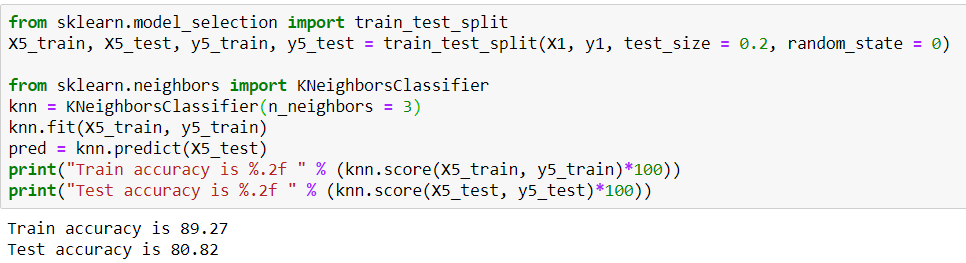 from sklearn.model_selection import train_test_split
X5_train, X5_test, y5_train, y5_test = train_test_split(X1, y1, test_size = 0.2, random_state = 0)
from sklearn.neighbors import KNeighborsClassifier
knn = KNeighborsClassifier(n_neighbors = 3)
knn.fit(X5_train, y5_train)
pred = knn.predict(X5_test)
print("Train accuracy is %.2f " % (knn.score(X5_train, y5_train)*100))
print("Test accuracy is %.2f " % (knn.score(X5_test, y5_test)*100))
Train accuracy is 89.27
Test accuracy is 80.82